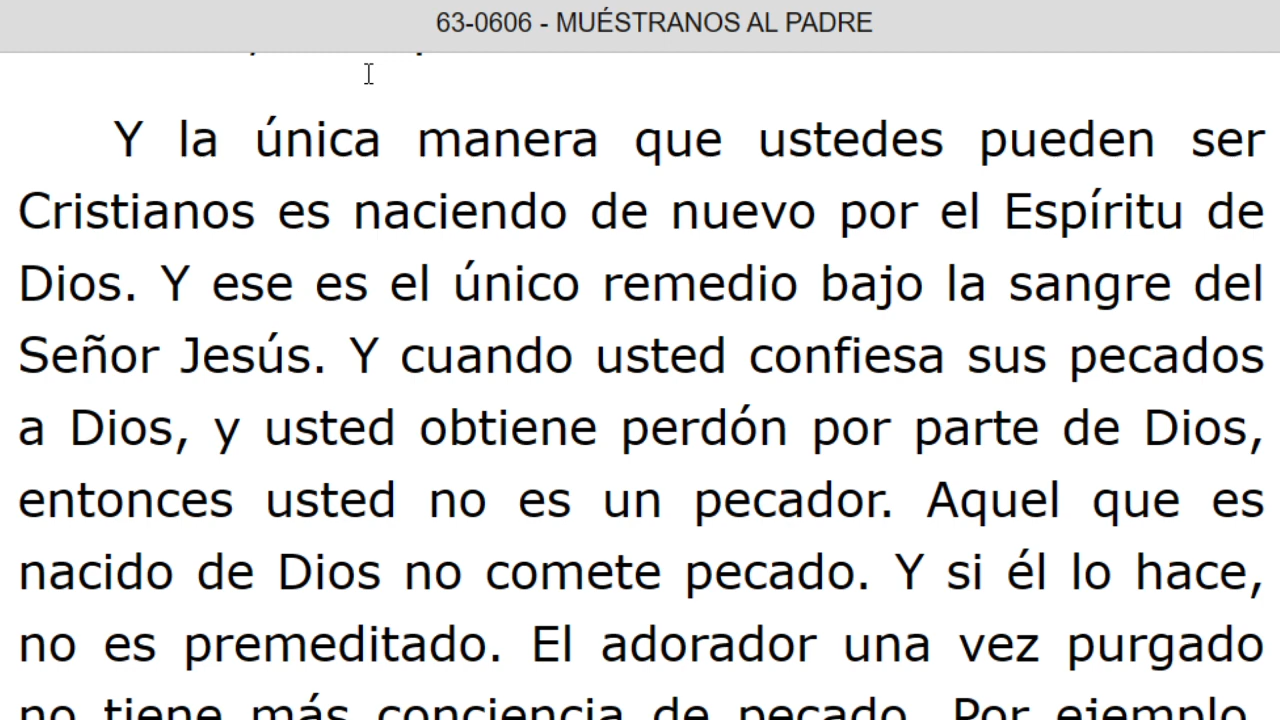 63-0606 - MUÉSTRANOS AL PADRE
Y la única manera que ustedes pueden ser
Cristianos es naciendo de nuevo por el Espíritu de
Dios. Y ese es el único remedio bajo la sangre del
Señor Jesús. Y cuando usted confiesa sus pecados
a Dios, y usted obtiene perdón por parte de Dios,
entonces usted no es un pecador. Aquel que es
nacido de Dios no comete pecado. Y si él lo hace,
no es premeditado. El adorador una vez purgado
no tiene más conciencia de pecado. Por ejemplo,